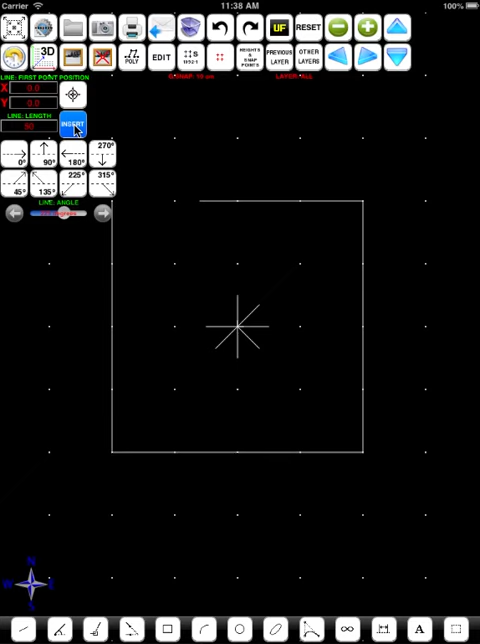 Carrier 11:38 AM 100%
UF RESET
3D POLY EDIT HEIGHTS & SNAP POINTS PREVIOUS LAYER OTHER LAYERS
LINE: FIRST POINT POSITION
X 0.0
Y 0.0
LINE: LENGTH
50 INSERT
0° 90° 180° 270°
45° 135° 225° 315°
LINE: ANGLE
N
W E
S
A